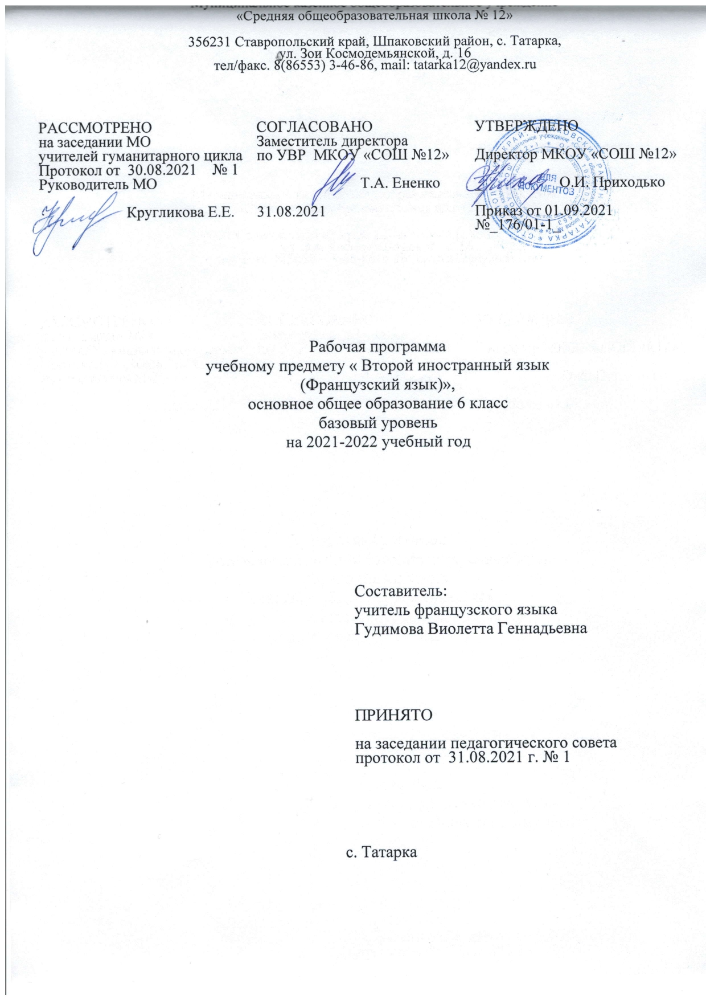 Муниципальное казенное общеобразовательное учреждение
«Средняя общеобразовательная школа № 12»
356231 Ставропольский край, Шпаковский район, с. Татарка,
ул. Зои Космодемьянской, д. 16
тел/факс. 8(86553) 3-46-86, mail: tatarka12@yandex.ru
РАССМОТРЕНО
на заседании МО
учителей гуманитарного цикла
Протокол от 30.08.2021 № 1
Руководитель МО
Кругликова Е.Е.
СОГЛАСОВАНО
Заместитель директора
по УВР МКОУ «СОШ №12»
Т.А. Ененко
31.08.2021
УТВЕРЖДЕНО
Директор МКОУ «СОШ №12»
О.И. Приходько
Приказ от 01.09.2021
№_176/01-1_
ДЛЯ
ДОКУМЕНТОВ
Рабочая программа
учебному предмету « Второй иностранный язык
(Французский язык)»,
основное общее образование 6 класс
базовый уровень
на 2021-2022 учебный год
Составитель:
учитель французского языка
Гудимова Виолетта Геннадьевна
ПРИНЯТО
на заседании педагогического совета
протокол от 31.08.2021 г. № 1
с. Татарка